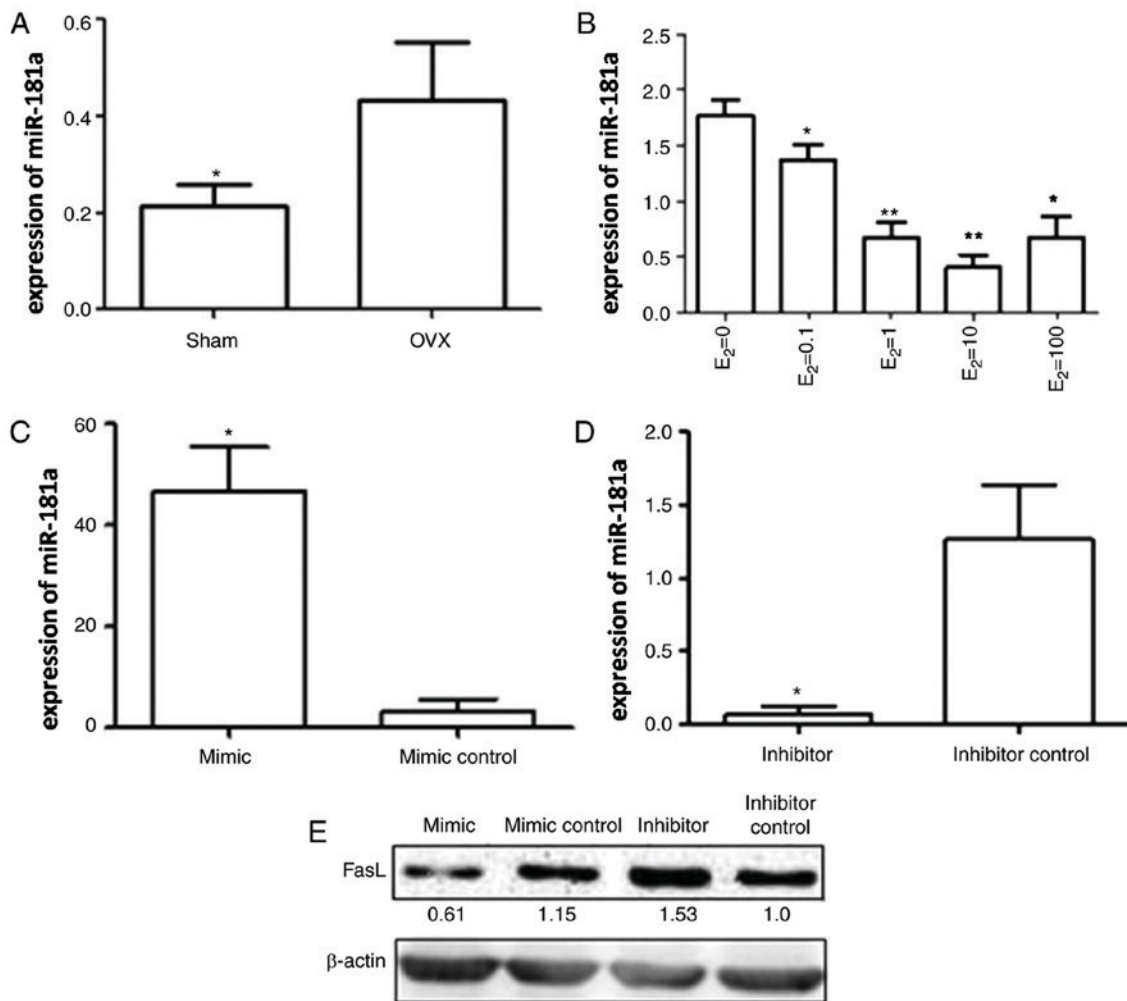 A
expression of miR-181a
0.6
0.4
0.2
0.0
*
Sham
OVX
B
expression of miR-181a
2.5
2.0
1.5
1.0
0.5
0.0
*
**
**
*
E₂=0
E₂=0.1
E₂=1
E₂=10
E₂=100
C
expression of miR-181a
60
40
20
0
*
Mimic
Mimic control
D
expression of miR-181a
2.0
1.5
1.0
0.5
0.0
*
Inhibitor
Inhibitor control
E
Mimic Mimic control Inhibitor Inhibitor
control
FasL
0.61 1.15 1.53 1.0
β-actin